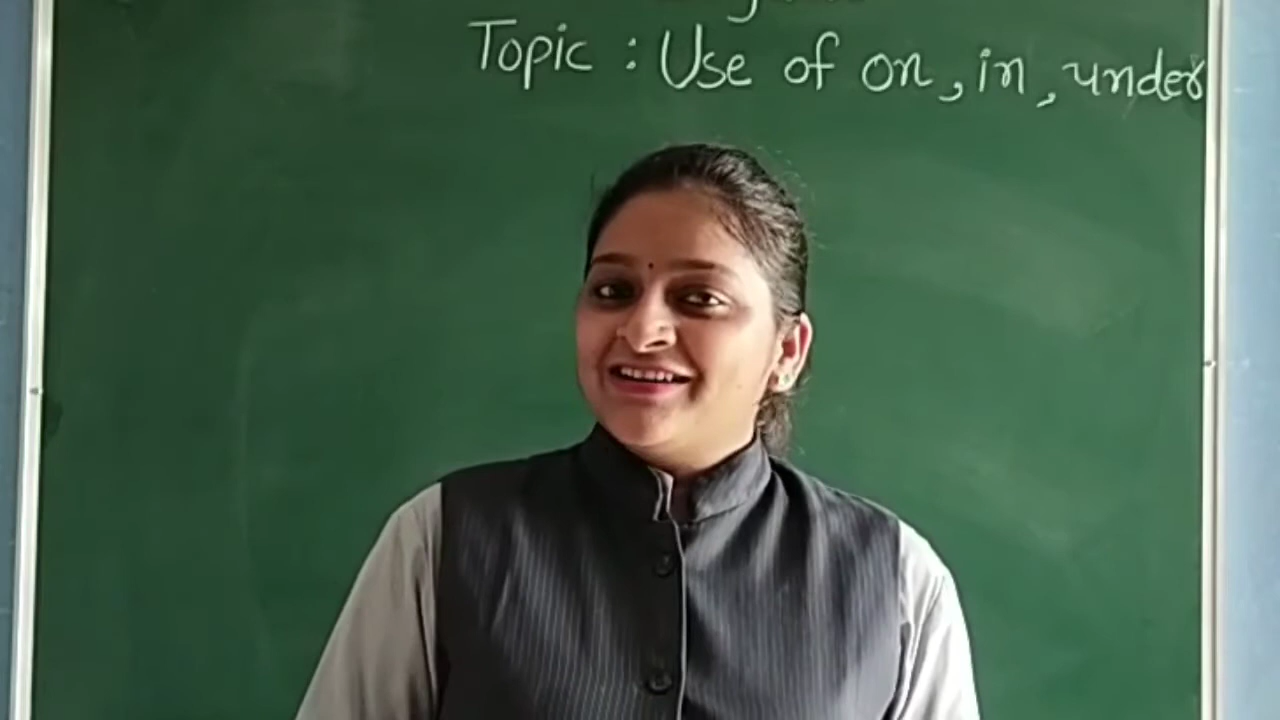 Topic : Use of on, in, under